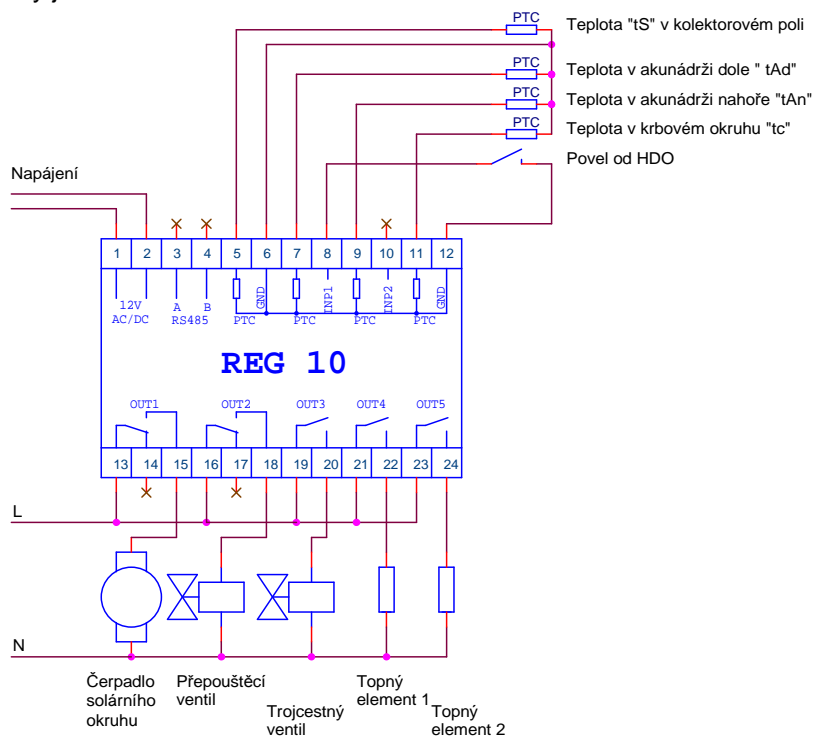 PTC
Teplota "tS" v kolektorovém poli
PTC
Teplota v akunádrži dole " tAd"
PTC
Teplota v akunádrži nahoře "tAn"
PTC
Teplota v krbovém okruhu "tc"
Povel od HDO
Napájení
1 2 3 4 5 6 7 8 9 10 11 12
12V
AC/DC
A B
RS485
PTC
GND
PTC
INP1
PTC
INP2
PTC
GND
REG 10
OUT1 OUT2 OUT3 OUT4 OUT5
13 14 15 16 17 18 19 20 21 22 23 24
L
N
Čerpadlo
solárního
okruhu
Přepouštěcí
ventil
Trojcestný
ventil
Topný
element 1
Topný
element 2